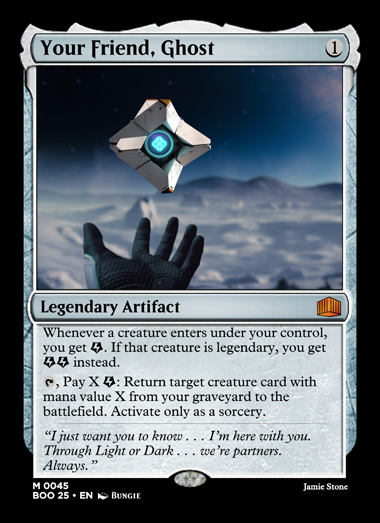 Your Friend, Ghost 1
Legendary Artifact
Whenever a creature enters under your control,
you get . If that creature is legendary, you get
instead.
, Pay X : Return target creature card with
mana value X from your graveyard to the
battlefield. Activate only as a sorcery.
“I just want to know . . . I'm here with you.
Through Light or Dark . . . we're partners.
Always.”
M 0045
BOO 25 • EN Bungie
Jamie Stone